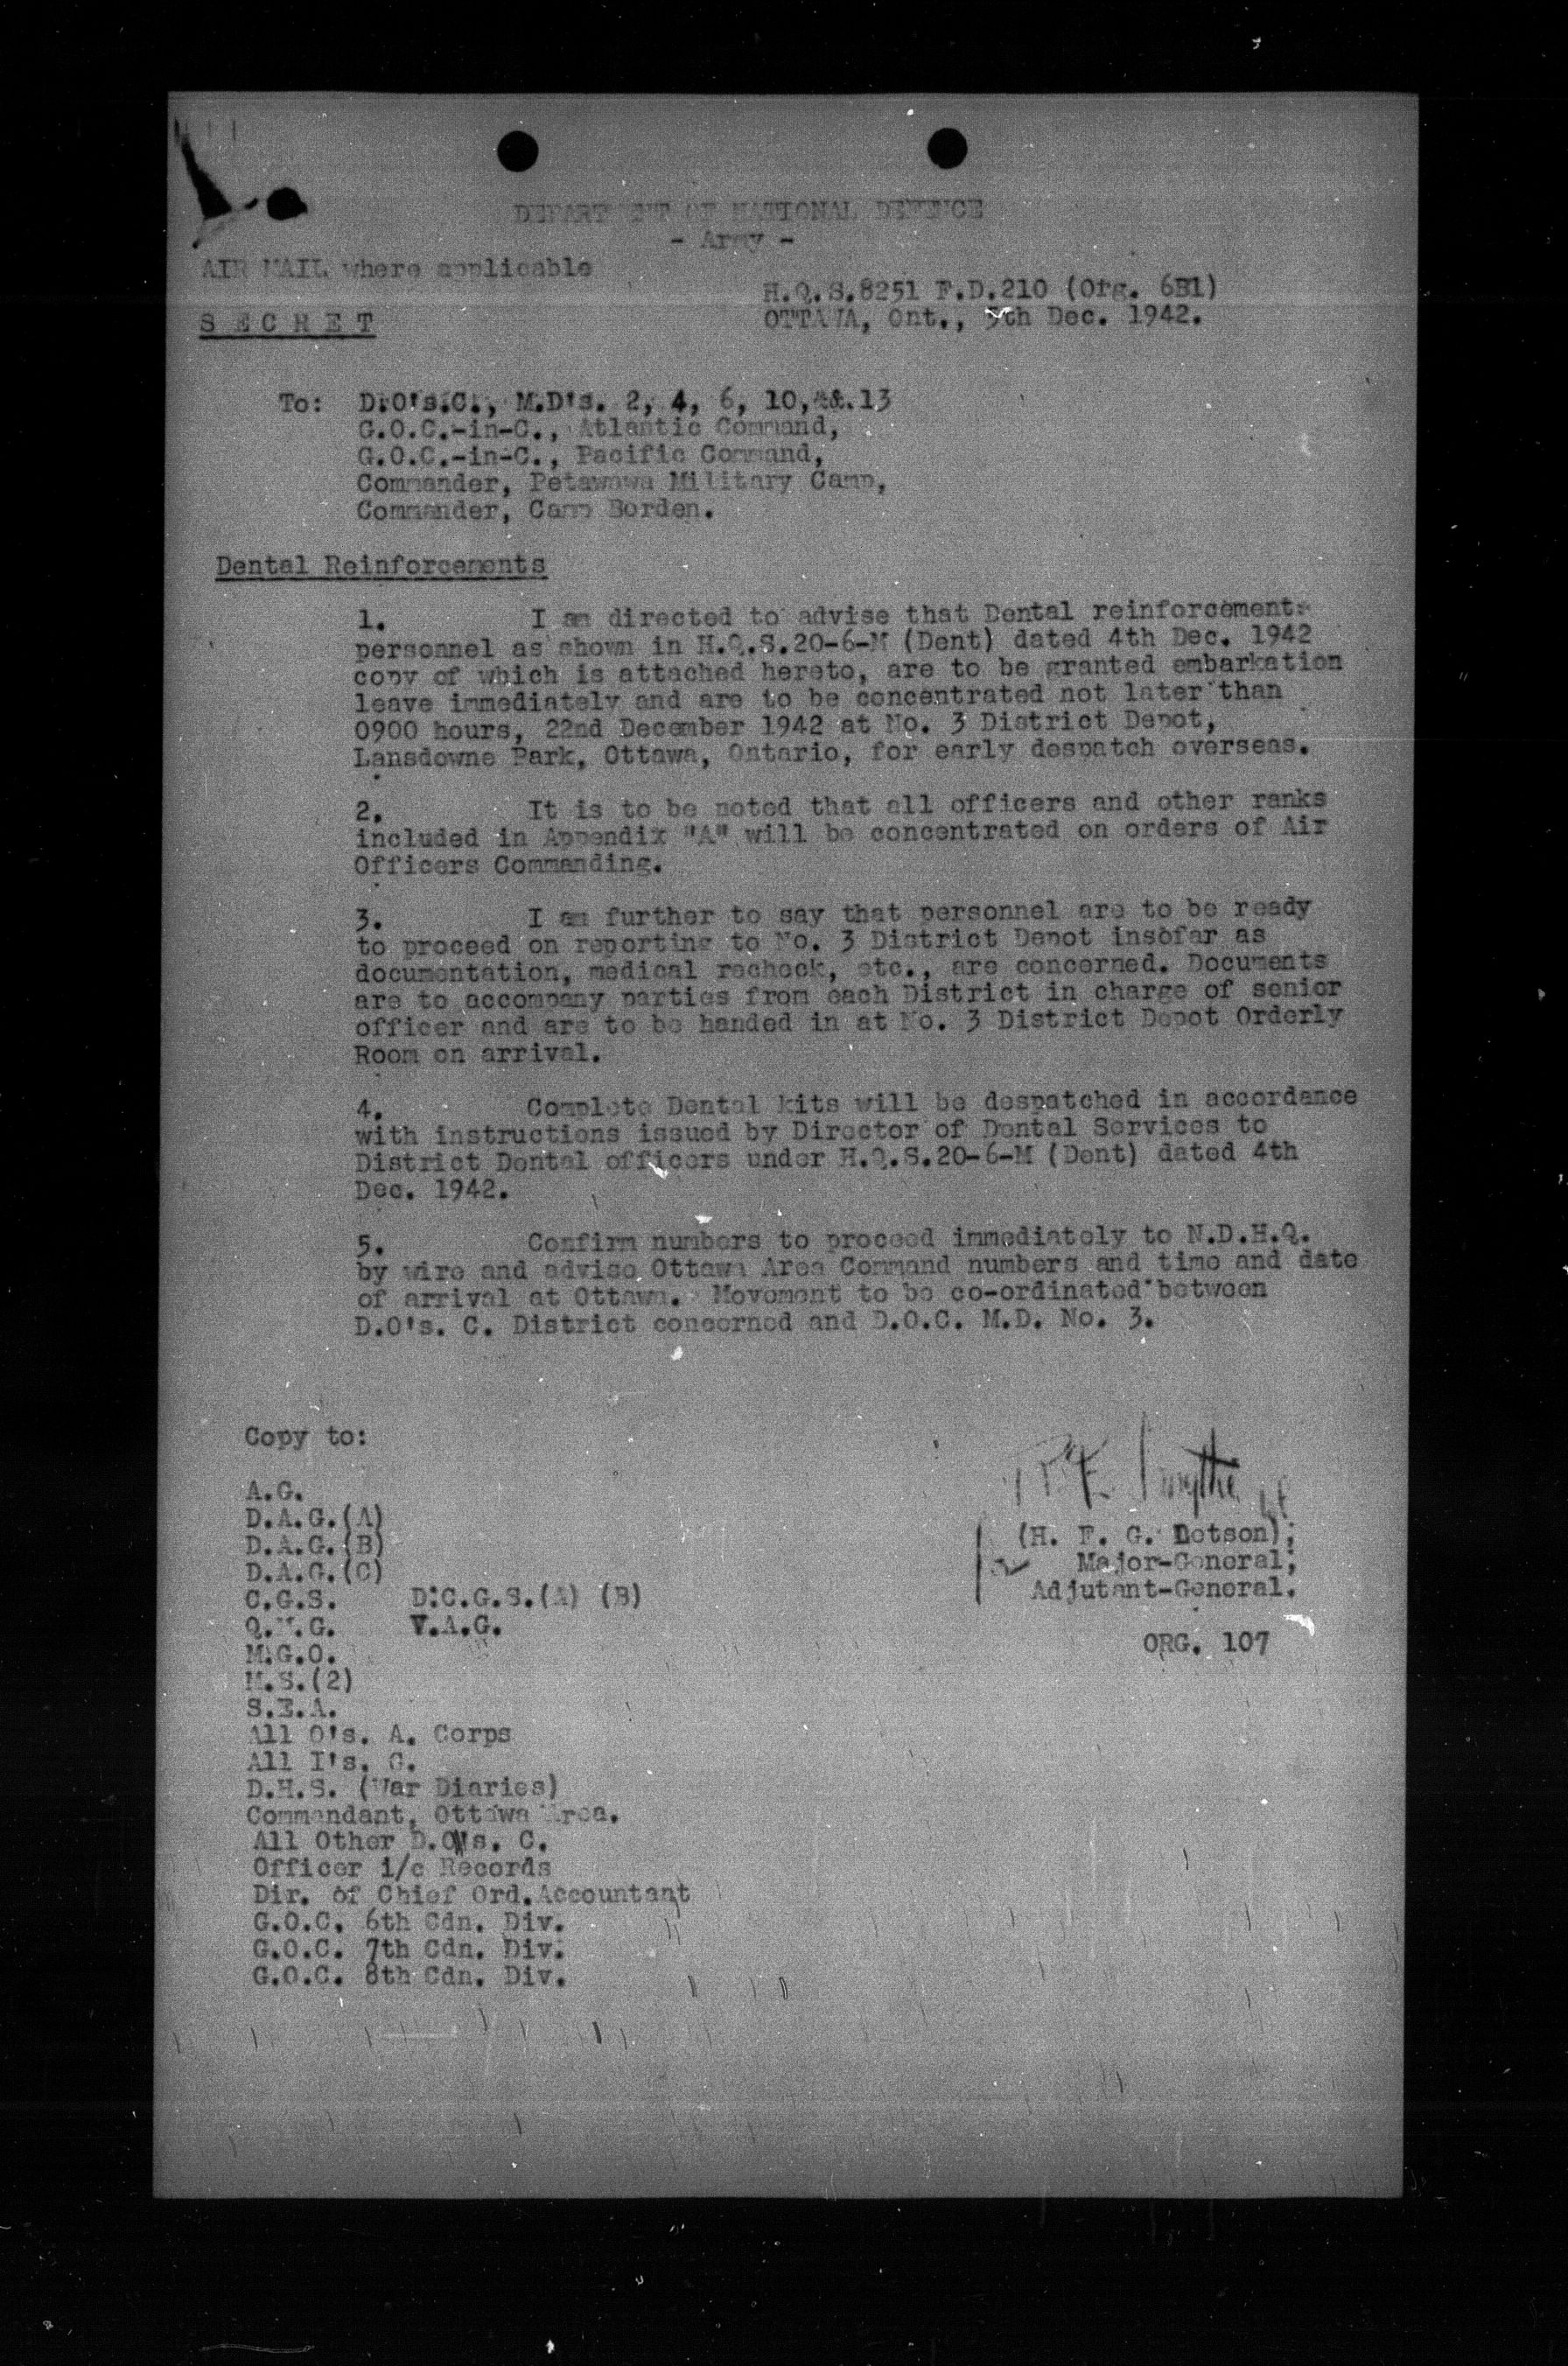 DEPARTMENT OF NATIONAL DEFENCE
- Army -
AIR MAIL where applicable
H.Q.S.8251 F.D.210 (Org. 6B1)
S E C R E T
OTTAWA, Ont., 5th Dec. 1942.
To: D.O's.C., M.D's. 2, 4, 6, 10, &.13
G.O.C.-in-C., Atlantic Command,
G.O.C.-in-C., Pacific Command,
Commander, Petawawa Military Camp,
Commander, Camp Borden.
Dental Reinforcements
1. I am directed to advise that Dental reinforcements
personnel as shown in H.Q.S.20-6-M (Dent) dated 4th Dec. 1942
copy of which is attached hereto, are to be granted embarkation
leave immediately and are to be concentrated not later than
0900 hours, 22nd December 1942 at No. 3 District Depot,
Lansdowne Park, Ottawa, Ontario, for early despatch overseas.
2. It is to be noted that all officers and other ranks
included in Appendix "A" will be concentrated on orders of Air
Officers Commanding.
3. I am further to say that personnel are to be ready
to proceed on reporting to No. 3 District Depot insofar as
documentation, medical recheck, etc., are concerned. Documents
are to accompany parties from each District in charge of senior
officer and are to be handed in at No. 3 District Depot Orderly
Room on arrival.
4. Complete Dental kits will be despatched in accordance
with instructions issued by Director of Dental Services to
District Dental officers under H.Q.S.20-6-M (Dent) dated 4th
Dec. 1942.
5. Confirm numbers to proceed immediately to N.D.H.Q.
by wire and advise Ottawa Area Command numbers and time and date
of arrival at Ottawa. Movement to be co-ordinated between
D.O's. C. District concerned and D.O.C. M.D. No. 3.
Copy to:
A.G.
D.A.G.(A)
D.A.G.(B)
D.A.G.(C)
C.G.S. D.C.G.S.(A) (B)
Q.M.G. V.A.G.
M.G.O.
M.S.(2)
S.E.A.
All O's. A. Corps
All I's. G.
D.H.S. (War Diaries)
Commandant, Ottawa Area.
All Other D.O's. C.
Officer i/c Records
Dir. of Chief Ord.Accountant
G.O.C. 6th Cdn. Div.
G.O.C. 7th Cdn. Div.
G.O.C. 8th Cdn. Div.
Smythe
(H. F. G. Letson),
Major-General,
Adjutant-General.
ORG. 107